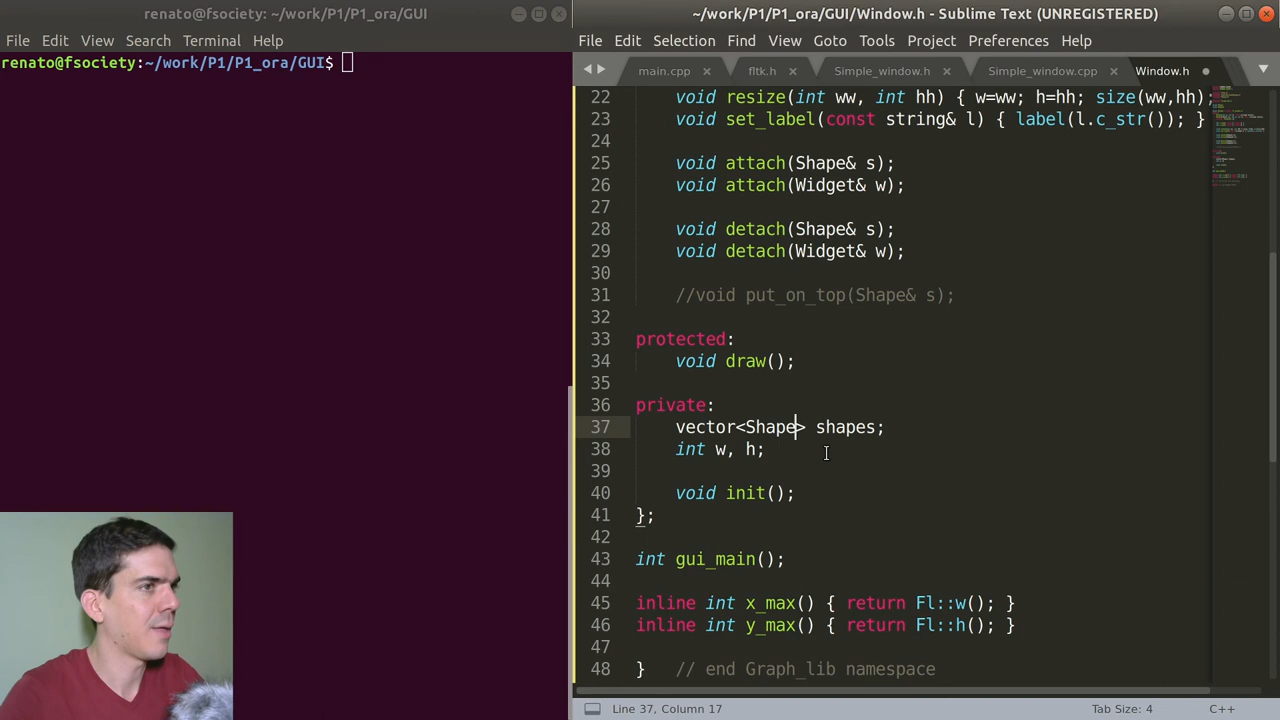 renato@fsociety: ~/work/P1/P1_ora/GUI
File Edit View Search Terminal Help
renato@fsociety:~/work/P1/P1_ora/GUI$
~/work/P1/P1_ora/GUI/Window.h - Sublime Text (UNREGISTERED)
File Edit Selection Find View Goto Tools Project Preferences Help
main.cpp × fltk.h × Simple_window.h × Simple_window.cpp × Window.h
22 void resize(int ww, int hh) { w=ww; h=hh; size(ww,hh);
23 void set_label(const string& l) { label(l.c_str()); }
24
25 void attach(Shape& s);
26 void attach(Widget& w);
27
28 void detach(Shape& s);
29 void detach(Widget& w);
30
31 //void put_on_top(Shape& s);
32
33 protected:
34 void draw();
35
36 private:
37 vector<Shape> shapes;
38 int w, h;
39
40 void init();
41 };
42
43 int gui_main();
44
45 inline int x_max() { return Fl::w(); }
46 inline int y_max() { return Fl::h(); }
47
48 } // end Graph_lib namespace
Line 37, Column 17 Tab Size: 4 C++